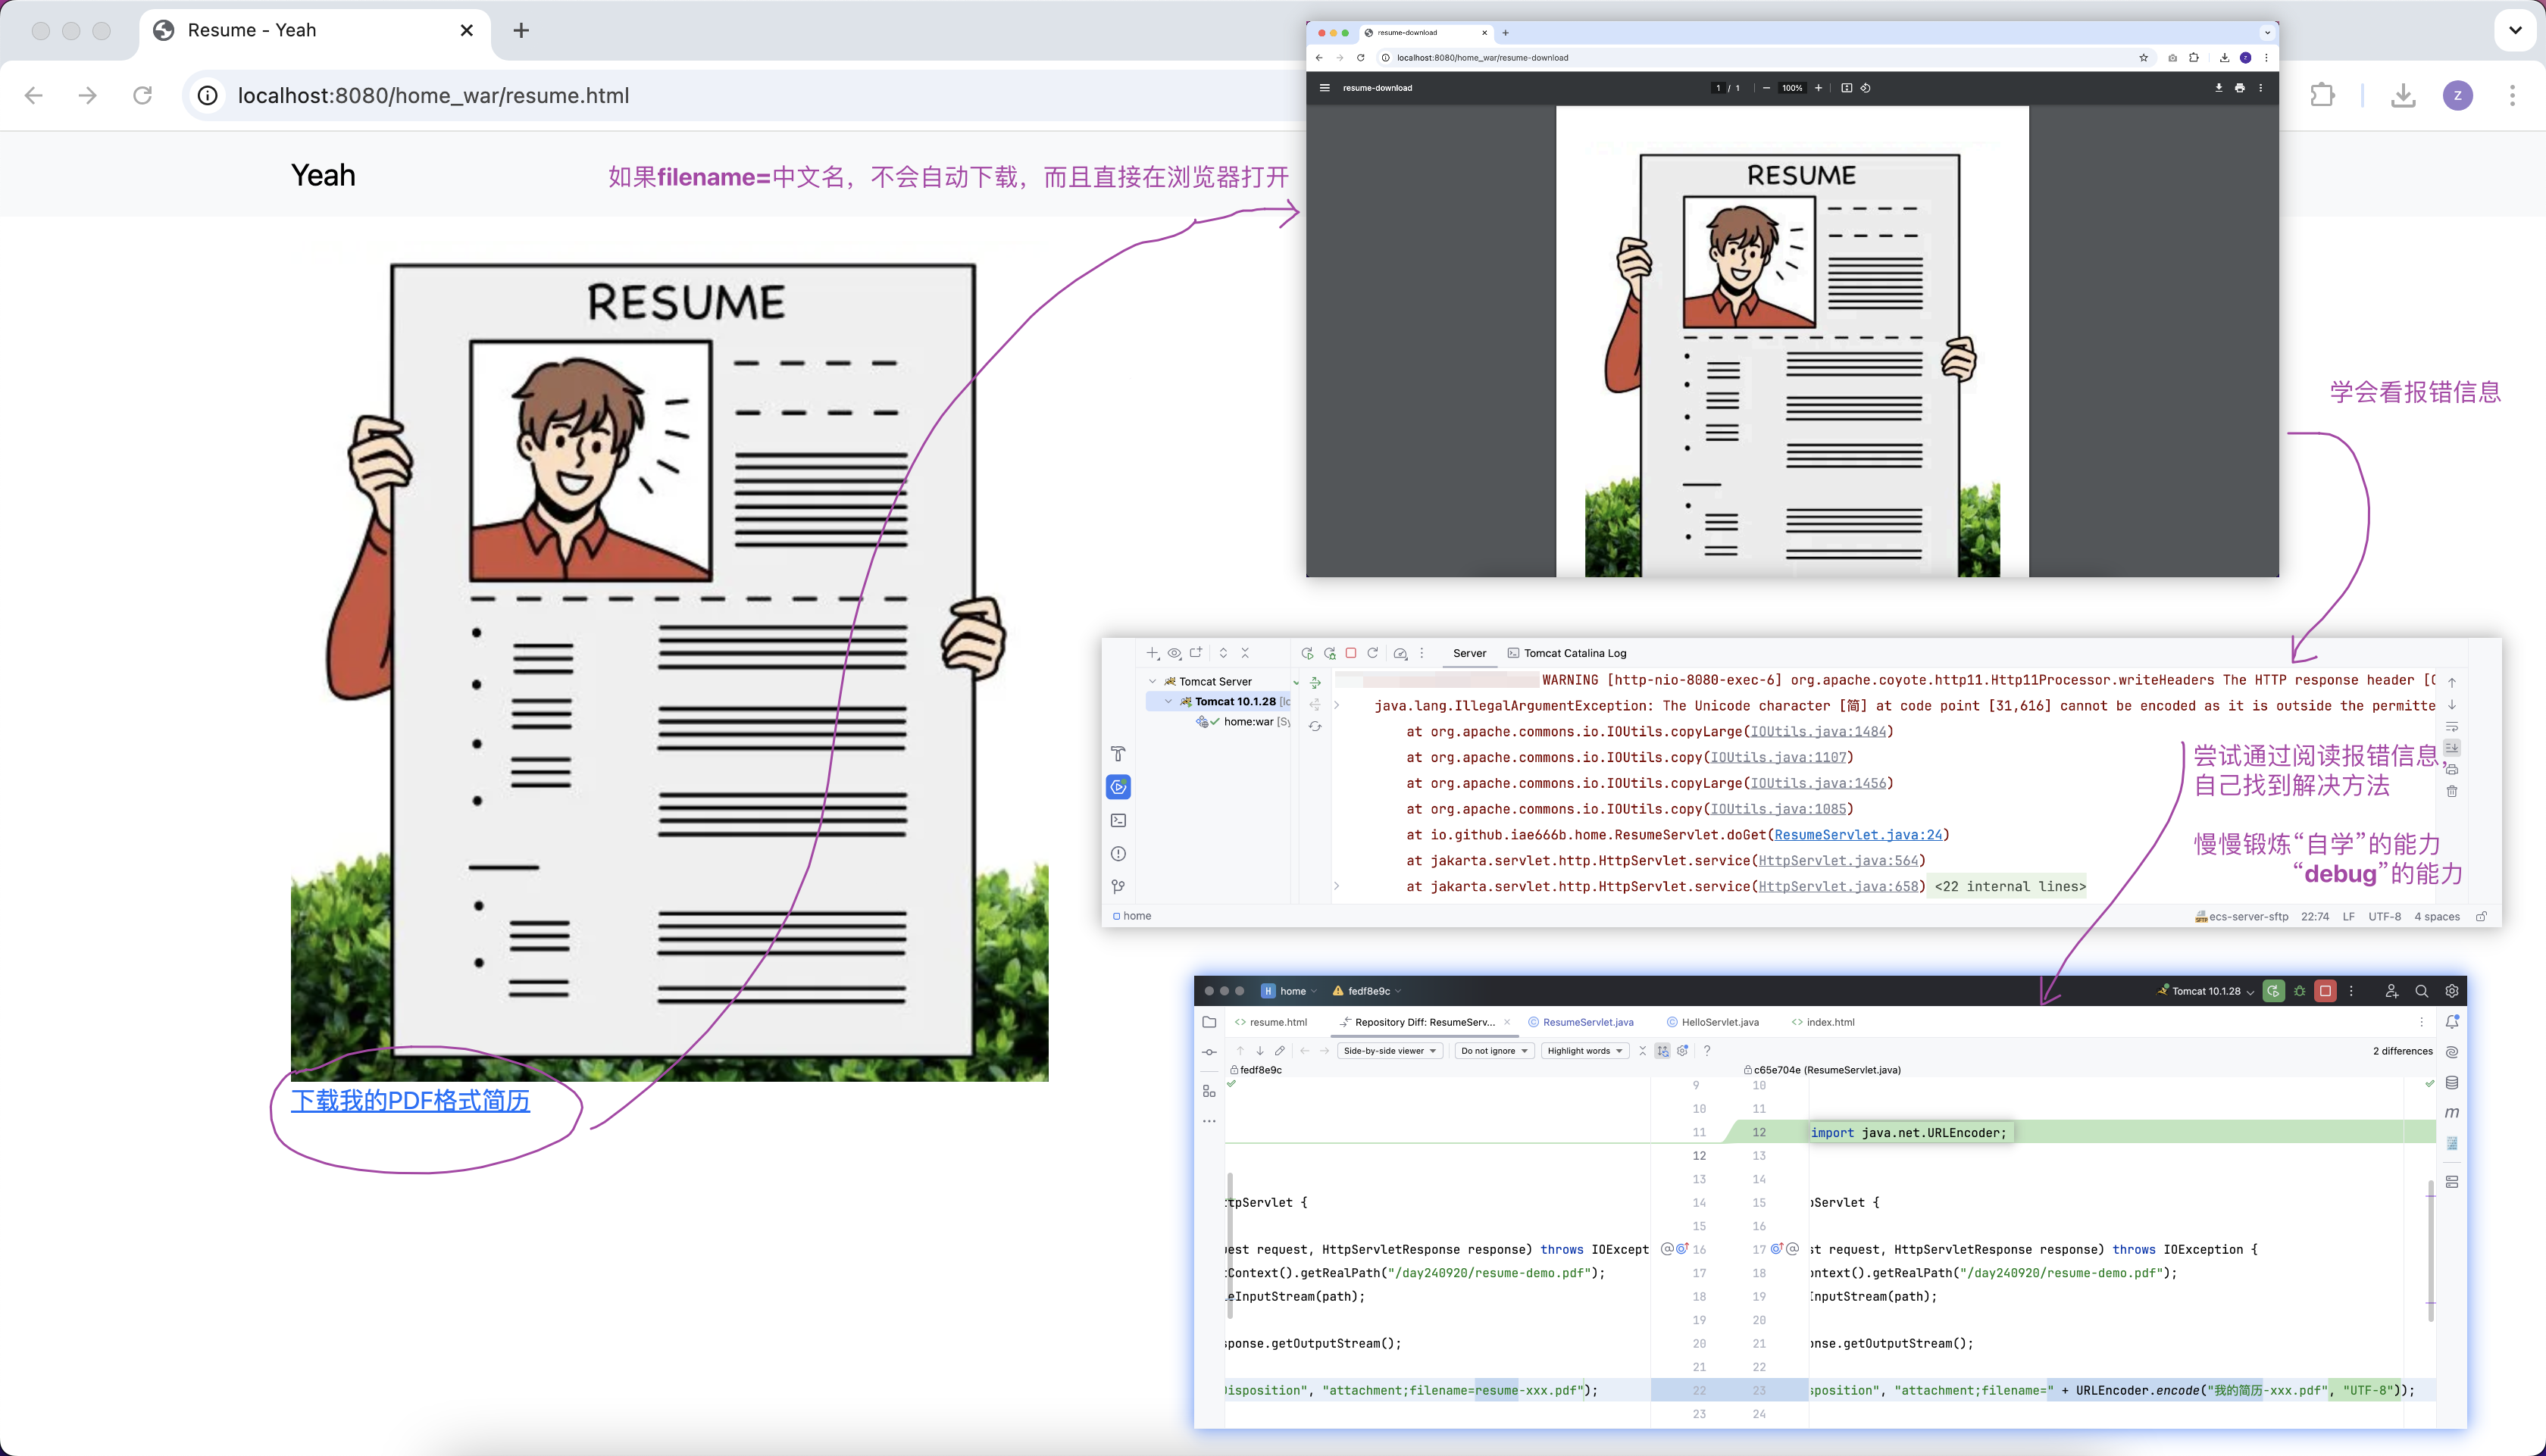 Resume - Yeah
localhost:8080/home_war/resume.html
Z
Yeah
如果filename=中文名，不会自动下载，而且直接在浏览器打开
RESUME
下载我的PDF格式简历
resume-download
localhost:8080/home_war/resume-download
resume-download
1 / 1
100%
RESUME
学会看报错信息
Server
Tomcat Catalina Log
Tomcat Server
Tomcat 10.1.28
home:war
WARNING [http-nio-8080-exec-6] org.apache.coyote.http11.Http11Processor.writeHeaders The HTTP response header [
java.lang.IllegalArgumentException: The Unicode character [简] at code point [31,616] cannot be encoded as it is outside the permitte
at org.apache.commons.io.IOUtils.copyLarge(IOUtils.java:1484)
at org.apache.commons.io.IOUtils.copy(IOUtils.java:1107)
at org.apache.commons.io.IOUtils.copyLarge(IOUtils.java:1456)
at org.apache.commons.io.IOUtils.copy(IOUtils.java:1085)
at io.github.iae666b.home.ResumeServlet.doGet(ResumeServlet.java:24)
at jakarta.servlet.http.HttpServlet.service(HttpServlet.java:564)
at jakarta.servlet.http.HttpServlet.service(HttpServlet.java:658) <22 internal lines>
尝试通过阅读报错信息，
自己找到解决方法
慢慢锻炼“自学”的能力
“debug”的能力
home
ecs-server-sftp 22:74 LF UTF-8 4 spaces
H home fedf8e9c
Tomcat 10.1.28
resume.html
Repository Diff: ResumeServ...
ResumeServlet.java
HelloServlet.java
index.html
Side-by-side viewer
Do not ignore
Highlight words
?
2 differences
fedf8e9c
c65e704e (ResumeServlet.java)
9 10
10 11
11 12 import java.net.URLEncoder;
12 13
13 14
ttpServlet { 14 15 oServlet {
15 16
uest request, HttpServletResponse response) throws IOExcept 16 17 st request, HttpServletResponse response) throws IOException {
tContext().getRealPath("/day240920/resume-demo.pdf"); 17 18 ontext().getRealPath("/day240920/resume-demo.pdf");
leInputStream(path); 18 19 InputStream(path);
19 20
sponse.getOutputStream(); 20 21 onse.getOutputStream();
21 22
Disposition", "attachment;filename=resume-xxx.pdf"); 22 23 sposition", "attachment;filename=" + URLEncoder.encode("我的简历-xxx.pdf", "UTF-8"));
23 24